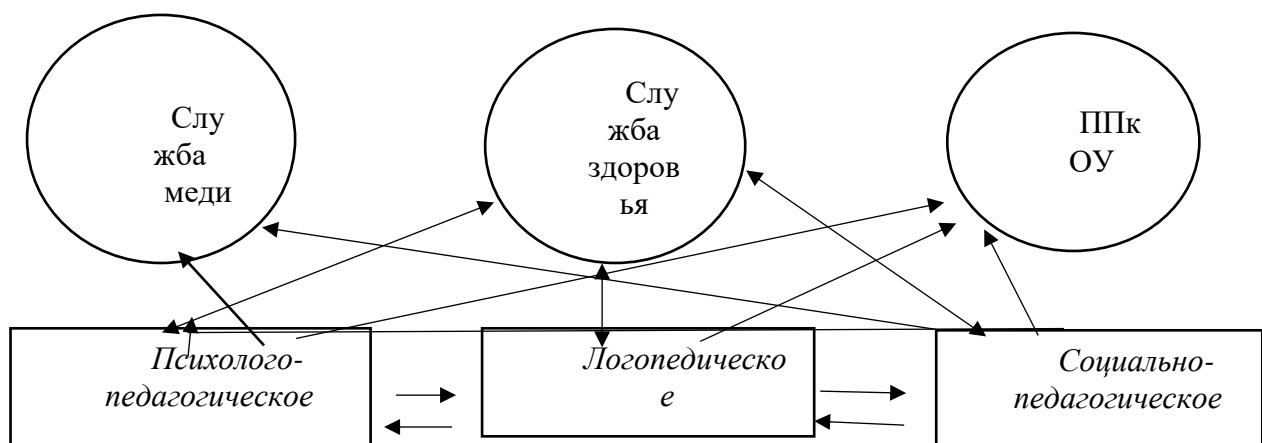 Слу
жба
меди
Слу
жба
здоров
ья
ППк
ОУ
Психолого-
педагогическое
Логопедическо
е
Социально-
педагогическое